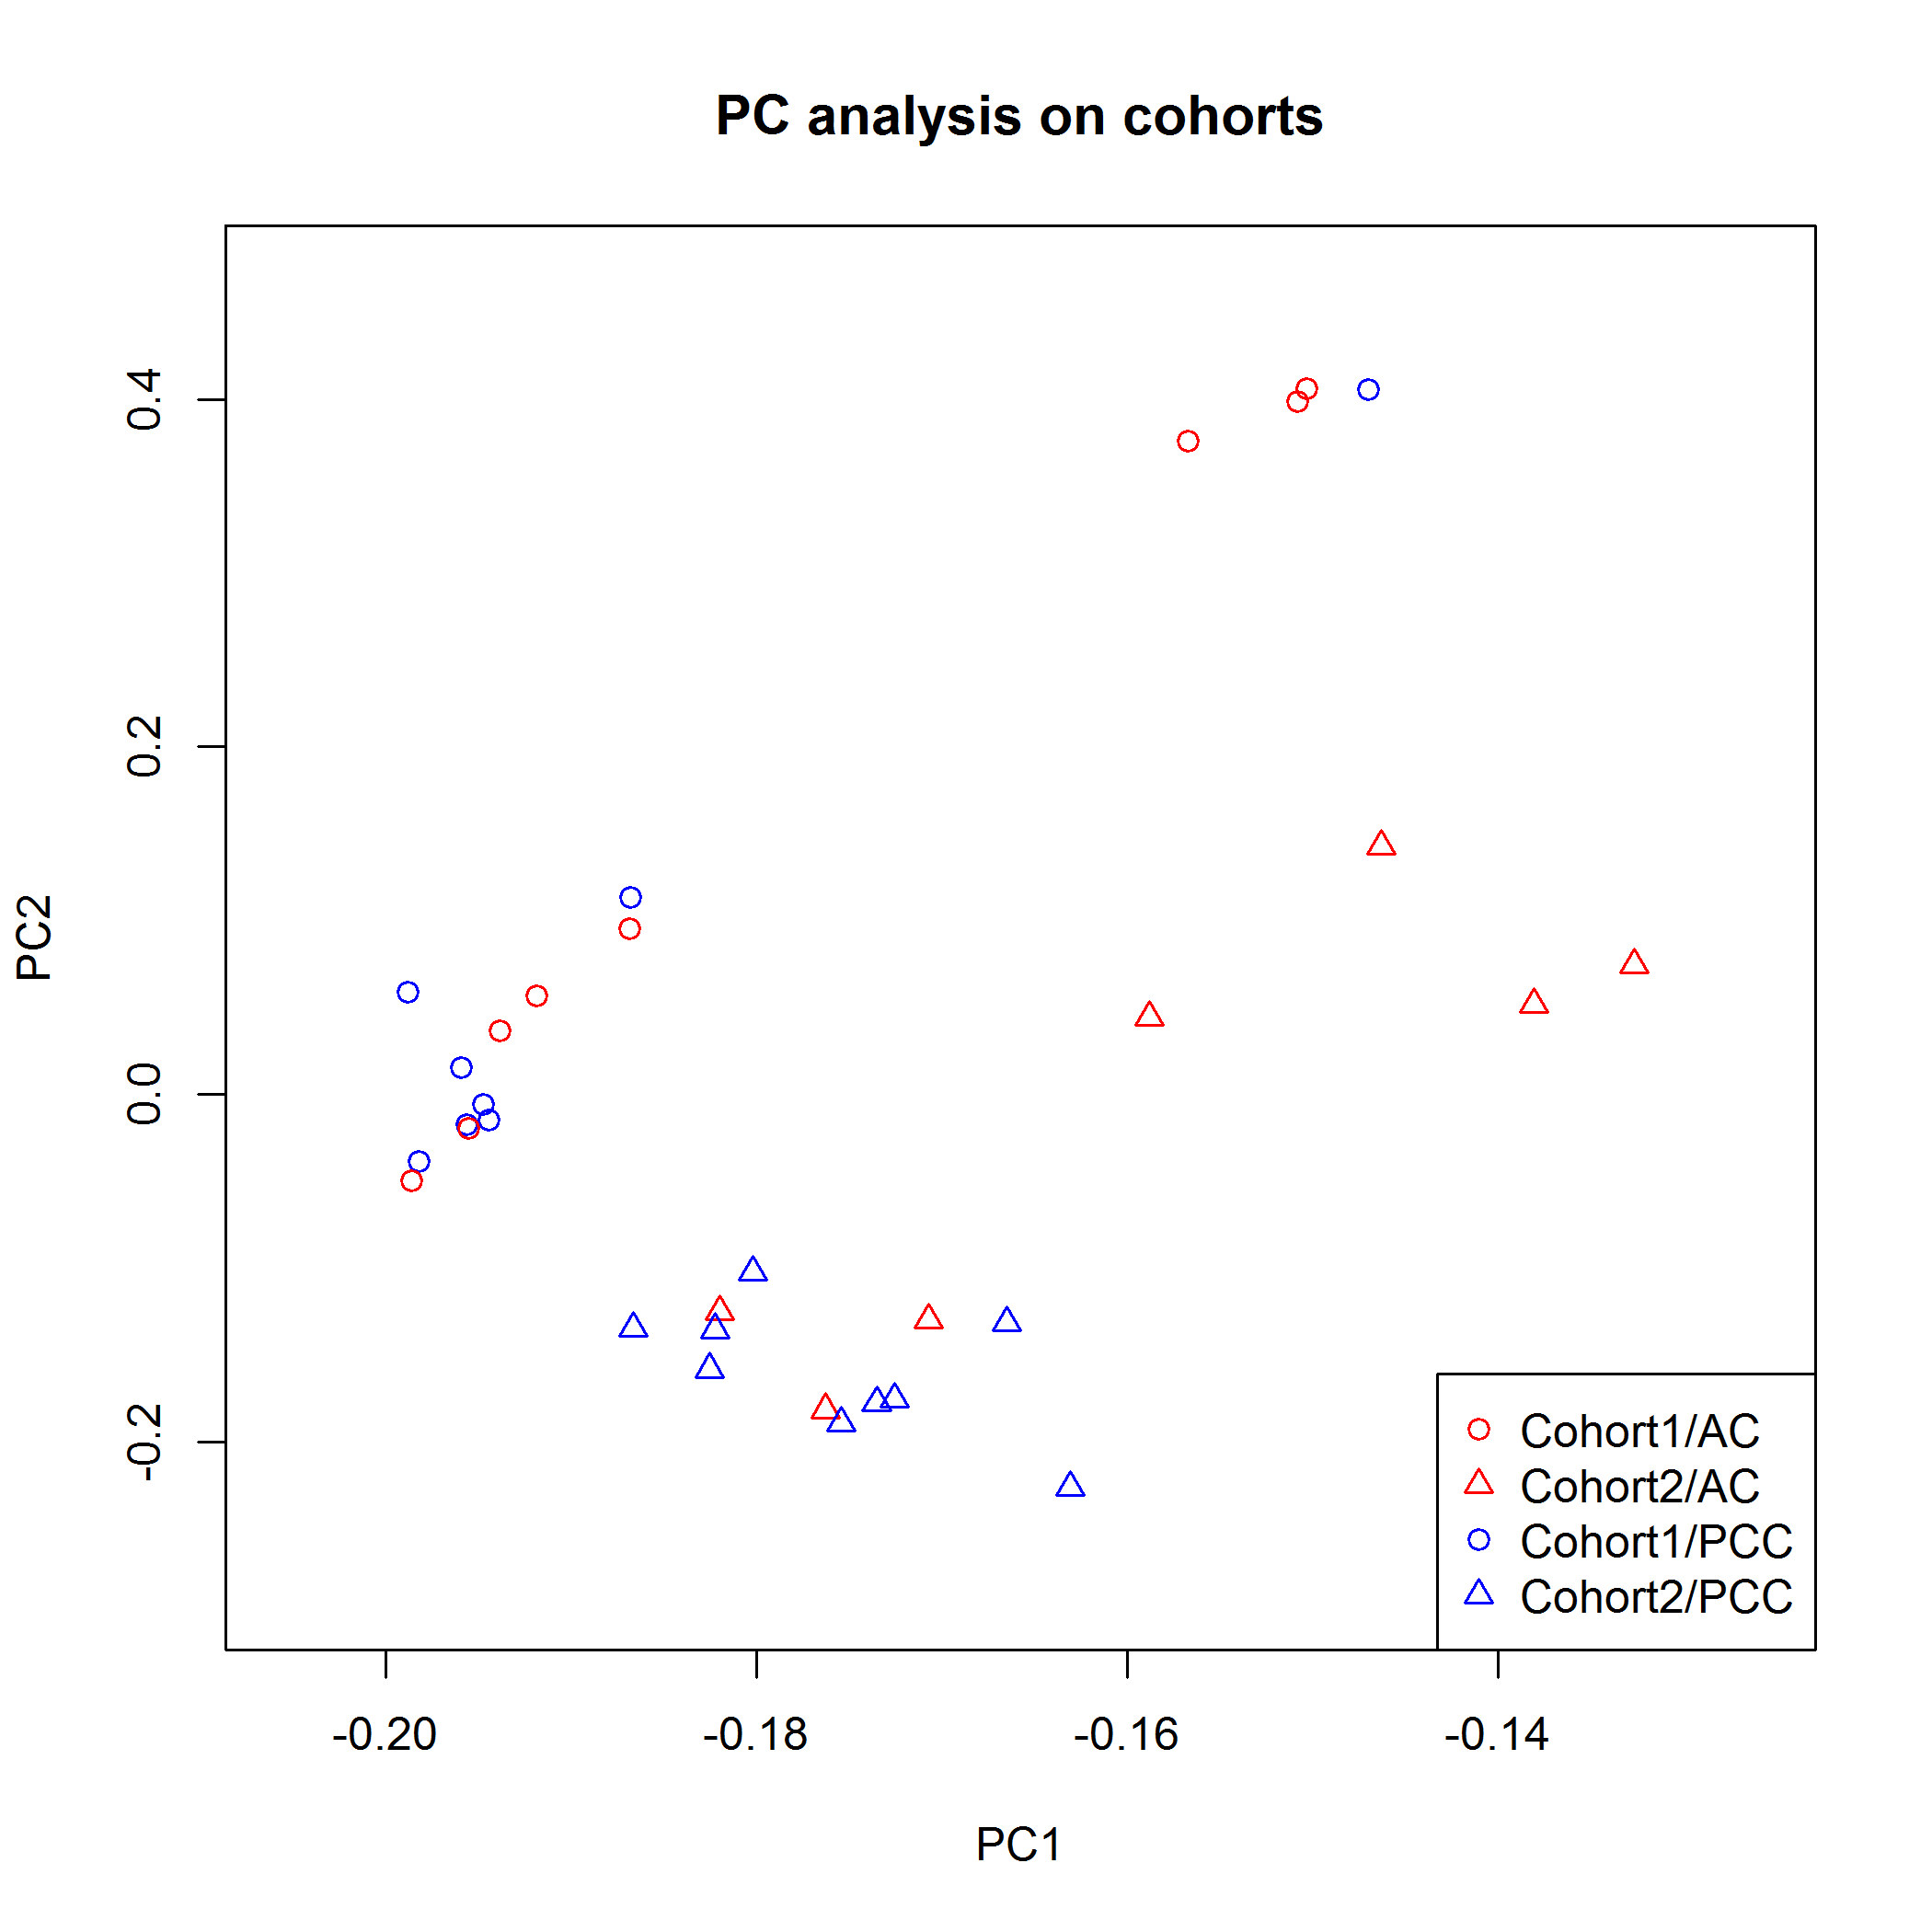 PC analysis on cohorts
0.4
0.2
0.0
-0.2
PC2
-0.20
-0.18
-0.16
-0.14
PC1
Cohort1/AC
Cohort2/AC
Cohort1/PCC
Cohort2/PCC